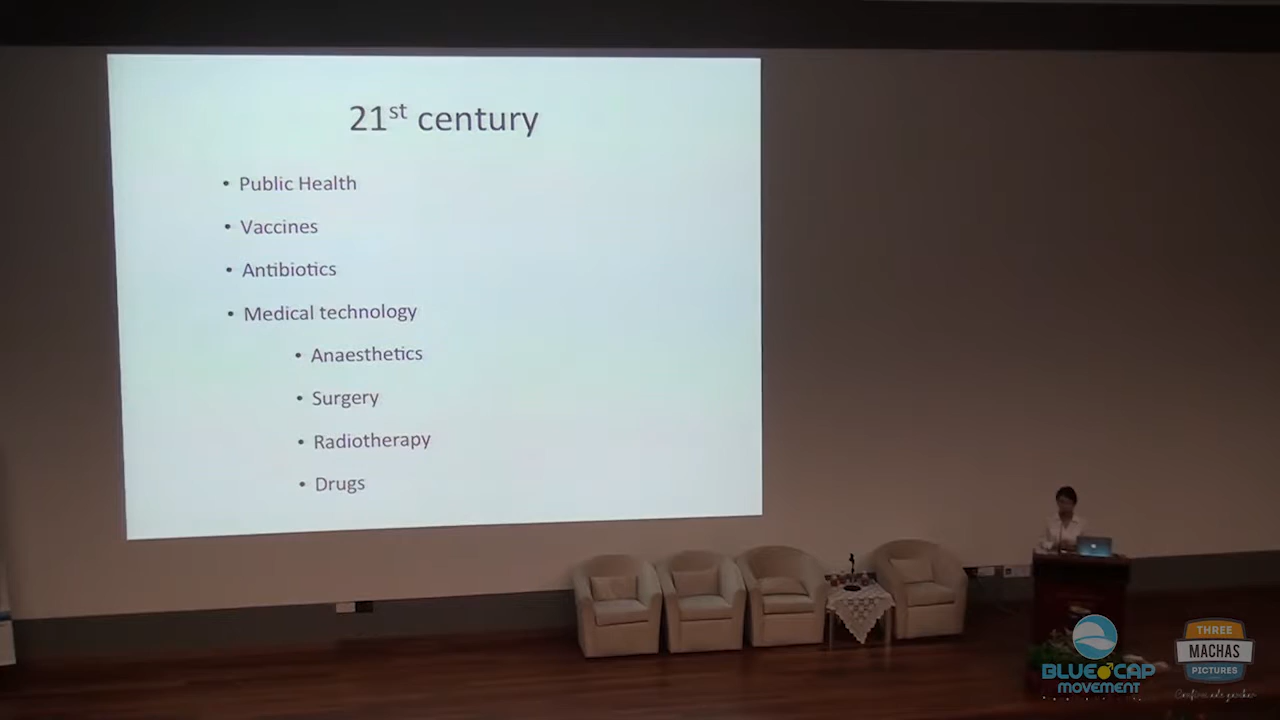 21st century
• Public Health
• Vaccines
• Antibiotics
• Medical technology
• Anaesthetics
• Surgery
• Radiotherapy
• Drugs
BLUE CAP
MOVEMENT
THREE
MACHAS
PICTURES